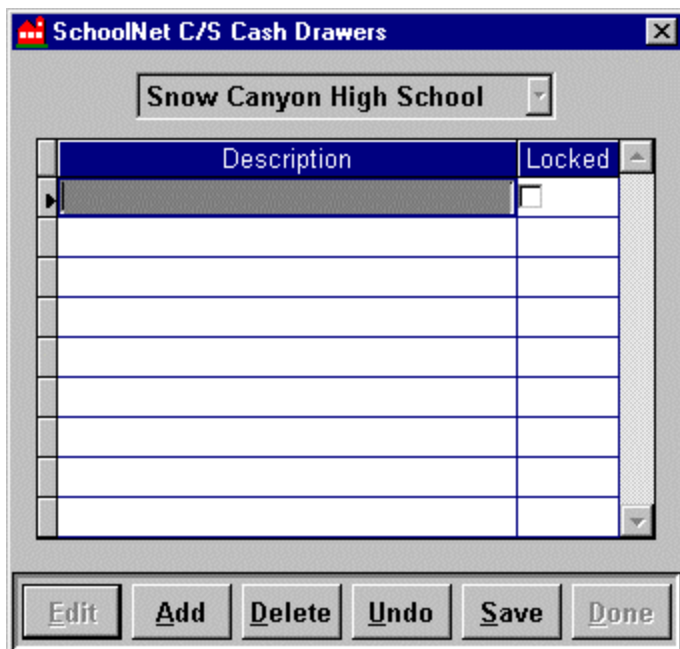 SchoolNet C/S Cash Drawers
Snow Canyon High School
Description Locked
Edit Add Delete Undo Save Done